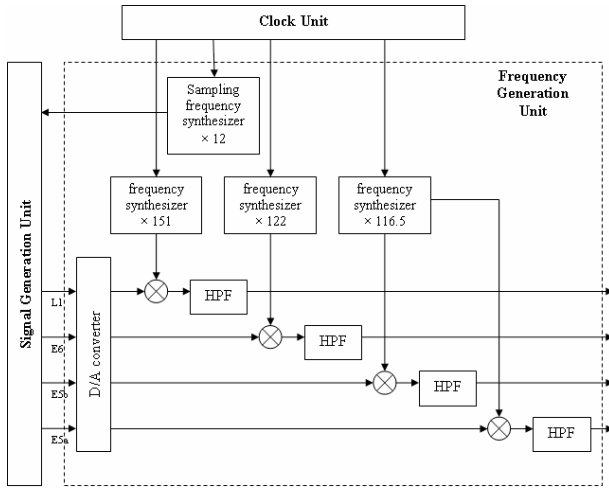 Clock Unit
Frequency
Generation
Unit
Sampling
frequency
synthesizer
× 12
frequency
synthesizer
× 151
frequency
synthesizer
× 122
frequency
synthesizer
× 116.5
Signal Generation Unit
D/A converter
L1
E6
E5b
E5a
HPF
HPF
HPF
HPF